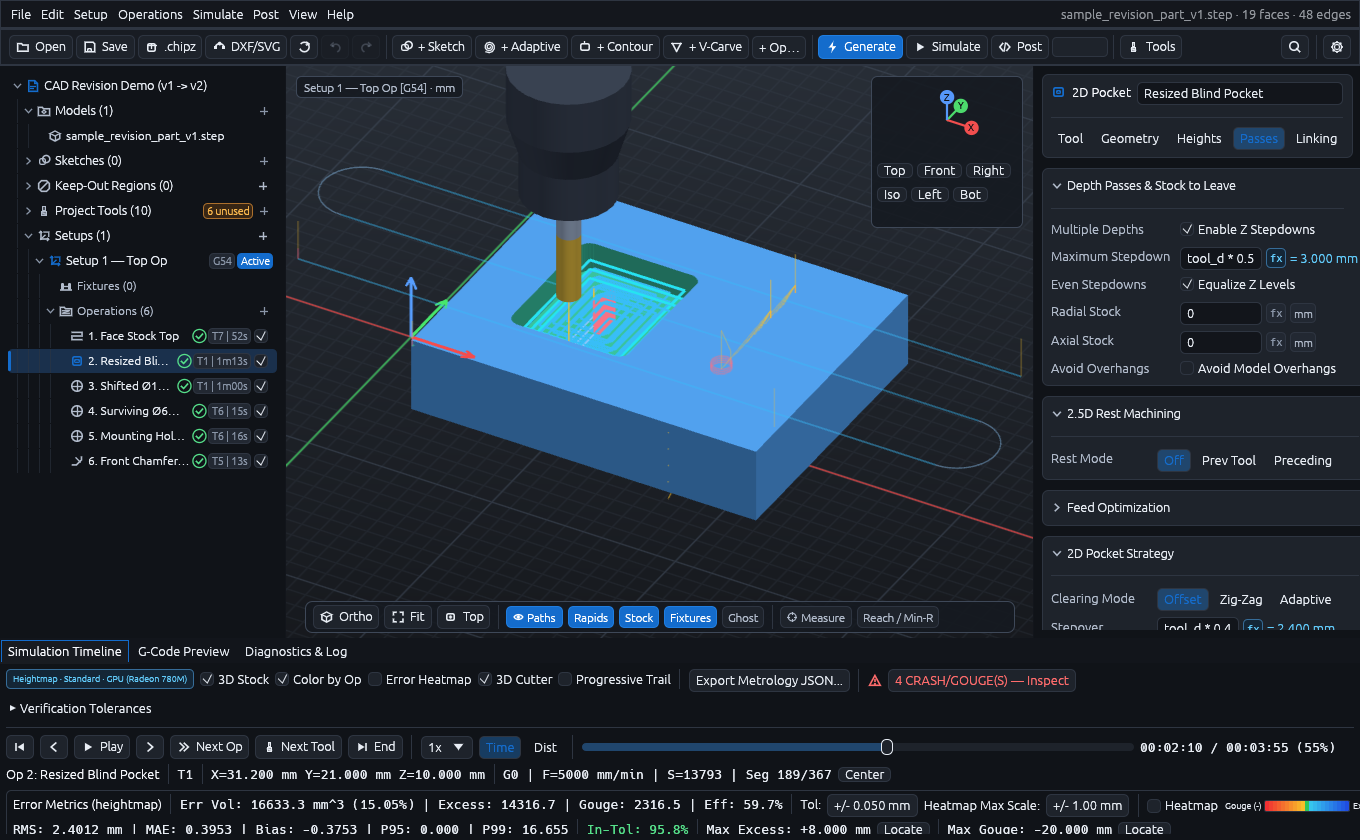 File Edit Setup Operations Simulate Post View Help
sample_revision_part_v1.step · 19 faces · 48 edges
Open Save .chipz DXF/SVG + Sketch + Adaptive + Contour + V-Carve + Op... Generate Simulate Post Tools
CAD Revision Demo (v1 -> v2)
Models (1) +
sample_revision_part_v1.step
Sketches (0) +
Keep-Out Regions (0) +
Project Tools (10) 6 unused +
Setups (1) +
Setup 1 — Top Op G54 Active
Fixtures (0)
Operations (6) +
1. Face Stock Top T7 | 52s
2. Resized Bli... T1 | 1m13s
3. Shifted Ø1... T1 | 1m00s
4. Surviving Ø6... T6 | 15s
5. Mounting Hol... T6 | 16s
6. Front Chamfer... T5 | 13s
Setup 1 — Top Op [G54] · mm
Z
Y
X
Top Front Right
Iso Left Bot
Ortho Fit Top Paths Rapids Stock Fixtures Ghost Measure Reach / Min-R
2D Pocket Resized Blind Pocket
Tool Geometry Heights Passes Linking
Depth Passes & Stock to Leave
Multiple Depths Enable Z Stepdowns
Maximum Stepdown tool_d * 0.5 fx = 3.000 mm
Even Stepdowns Equalize Z Levels
Radial Stock 0 fx mm
Axial Stock 0 fx mm
Avoid Overhangs Avoid Model Overhangs
2.5D Rest Machining
Rest Mode Off Prev Tool Preceding
Feed Optimization
2D Pocket Strategy
Clearing Mode Offset Zig-Zag Adaptive
Stepover tool_d * 0.4 fx = 2.400 mm
Simulation Timeline G-Code Preview Diagnostics & Log
Heightmap · Standard · GPU (Radeon 780M) 3D Stock Color by Op Error Heatmap 3D Cutter Progressive Trail Export Metrology JSON... 4 CRASH/GOUGE(S) — Inspect
Verification Tolerances
Play Next Op Next Tool End 1x Time Dist 00:02:10 / 00:03:55 (55%)
Op 2: Resized Blind Pocket T1 X=31.200 mm Y=21.000 mm Z=10.000 mm G0 | F=5000 mm/min | S=13793 | Seg 189/367 Center
Error Metrics (heightmap) Err Vol: 16633.3 mm^3 (15.05%) | Excess: 14316.7 | Gouge: 2316.5 | Eff: 59.7% Tol: +/- 0.050 mm Heatmap Max Scale: +/- 1.00 mm Heatmap Gouge (-) Ex
RMS: 2.4012 mm | MAE: 0.3953 | Bias: -0.3753 | P95: 0.000 | P99: 16.655 In-Tol: 95.8% Max Excess: +8.000 mm Locate Max Gouge: -20.000 mm Locate